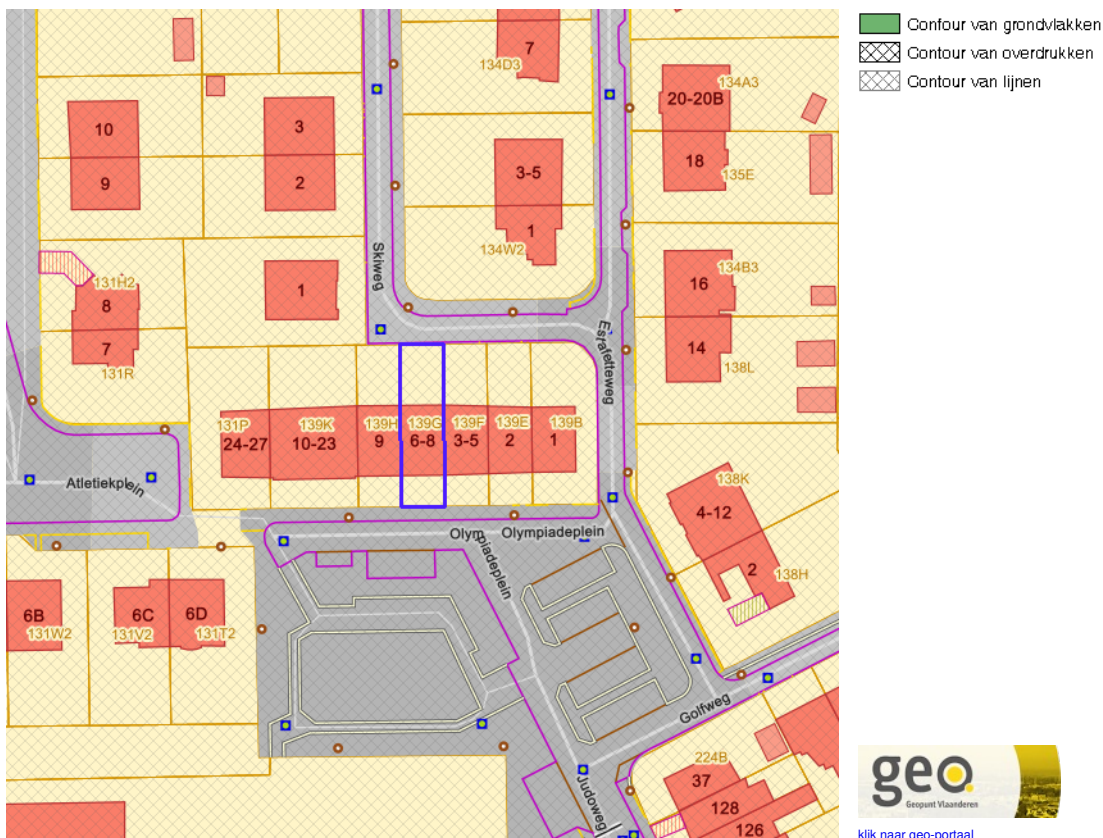 Contour van grondvlakken
Contour van overdrukken
Contour van lijnen
7
134D3
20-20B
134A3
10
3
18
135E
9
2
3-5
1
134W2
Skiweg
131H2
8
1
16
134B3
7
131R
Estafetteweg
14
138L
131P
139K
139H
139G
139F
139E
139B
24-27
10-23
9
6-8
3-5
2
1
Atletiekplein
138K
4-12
Olympiadeplein
Olympiadeplein
2
138H
6B
131W2
6C
131V2
6D
131T2
Golfweg
224B
37
128
126
Judoweg
geo
Geopunt Vlaanderen
klik naar geo-portaal